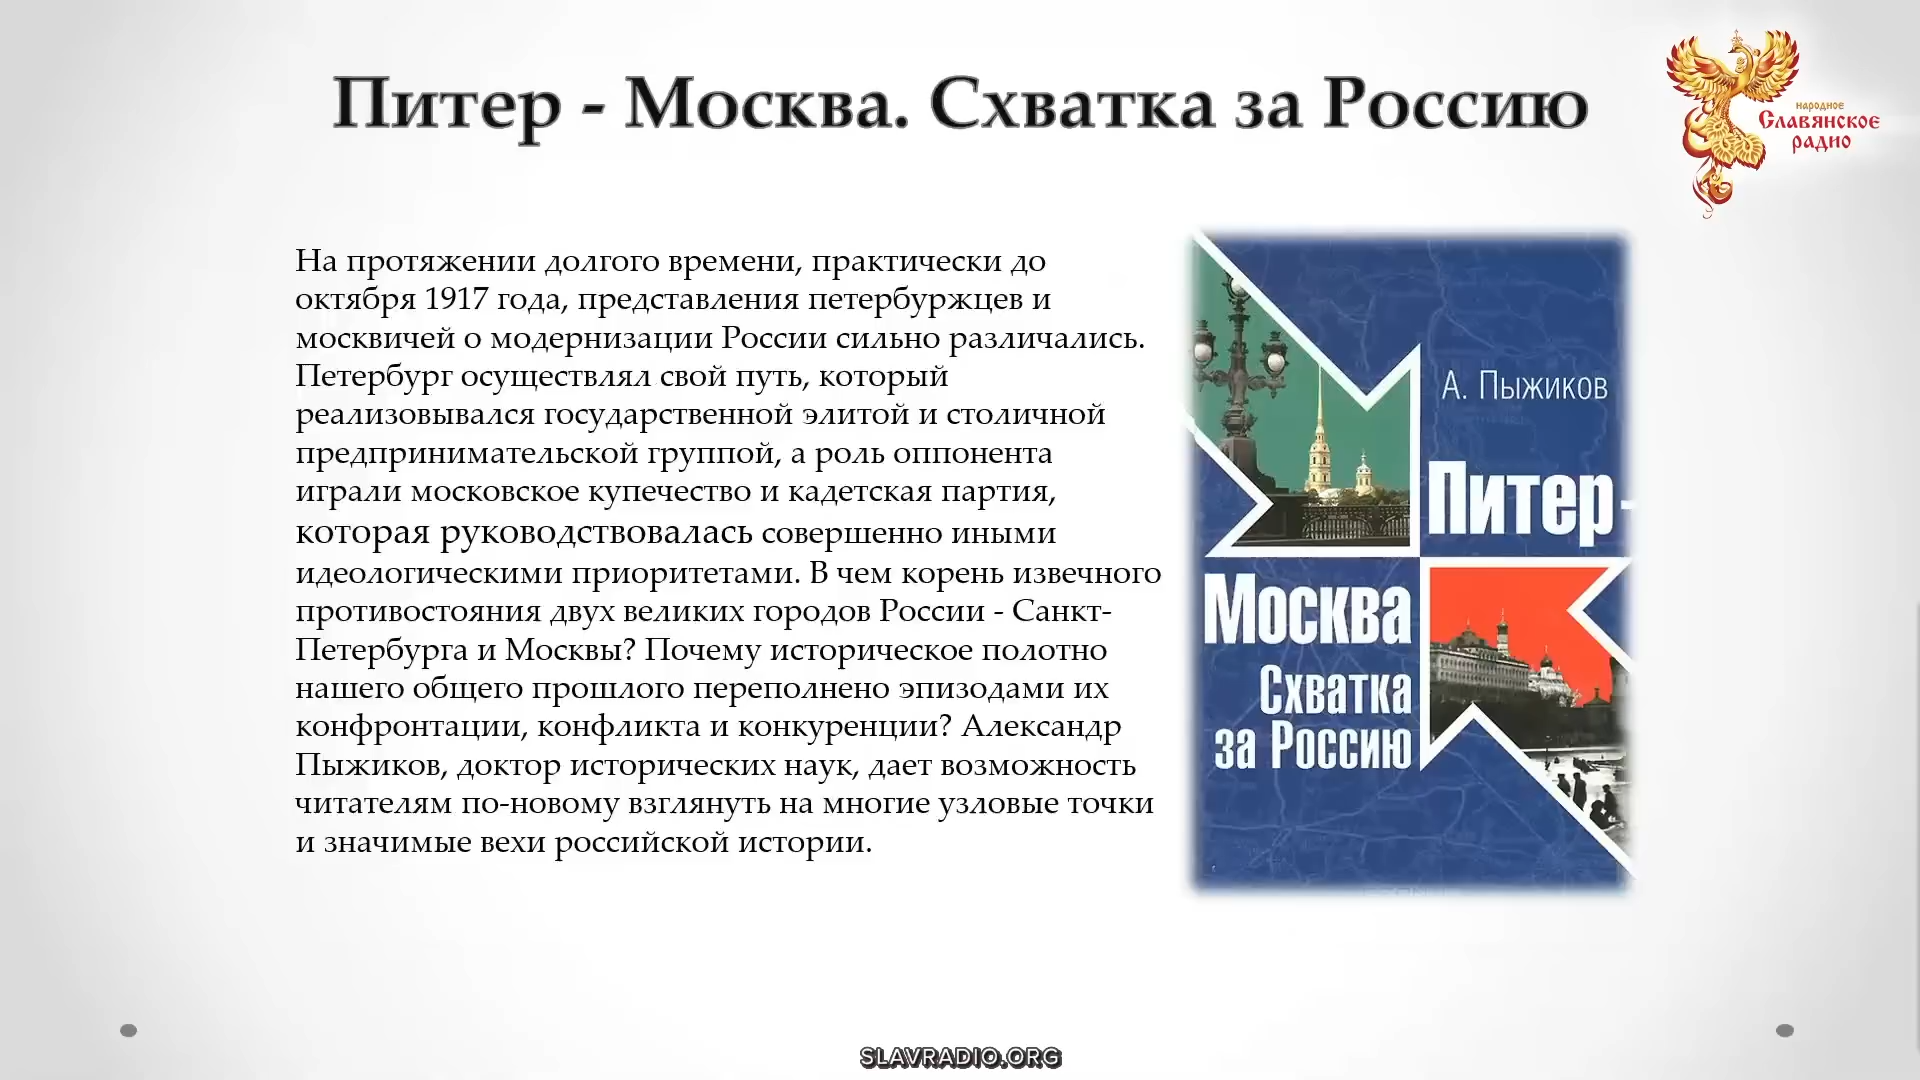 Питер - Москва. Схватка за Россию
народное
Славянское
радио
На протяжении долгого времени, практически до
октября 1917 года, представления петербуржцев и
москвичей о модернизации России сильно различались.
Петербург осуществлял свой путь, который
реализовывался государственной элитой и столичной
предпринимательской группой, а роль оппонента
играли московское купечество и кадетская партия,
которая руководствовалась совершенно иными
идеологическими приоритетами. В чем корень извечного
противостояния двух великих городов России - Санкт-
Петербурга и Москвы? Почему историческое полотно
нашего общего прошлого переполнено эпизодами их
конфронтации, конфликта и конкуренции? Александр
Пыжиков, доктор исторических наук, дает возможность
читателям по-новому взглянуть на многие узловые точки
и значимые вехи российской истории.
А. Пыжиков
Питер-
Москва
Схватка
за Россию
SLAVRADIO.ORG